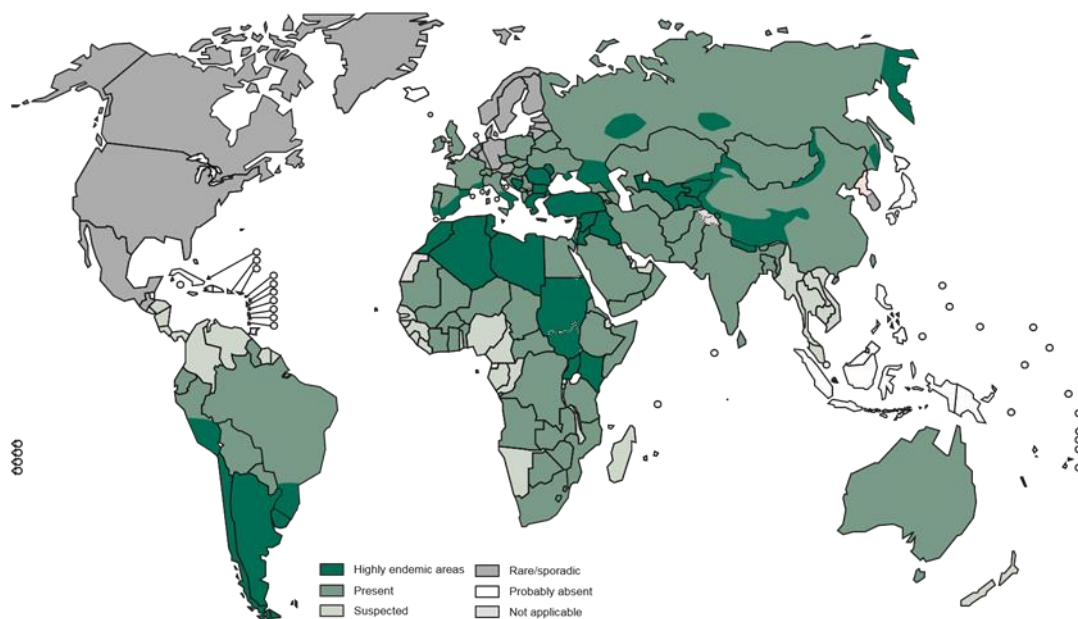 Highly endemic areas
Present
Suspected
Rare/sporadic
Probably absent
Not applicable